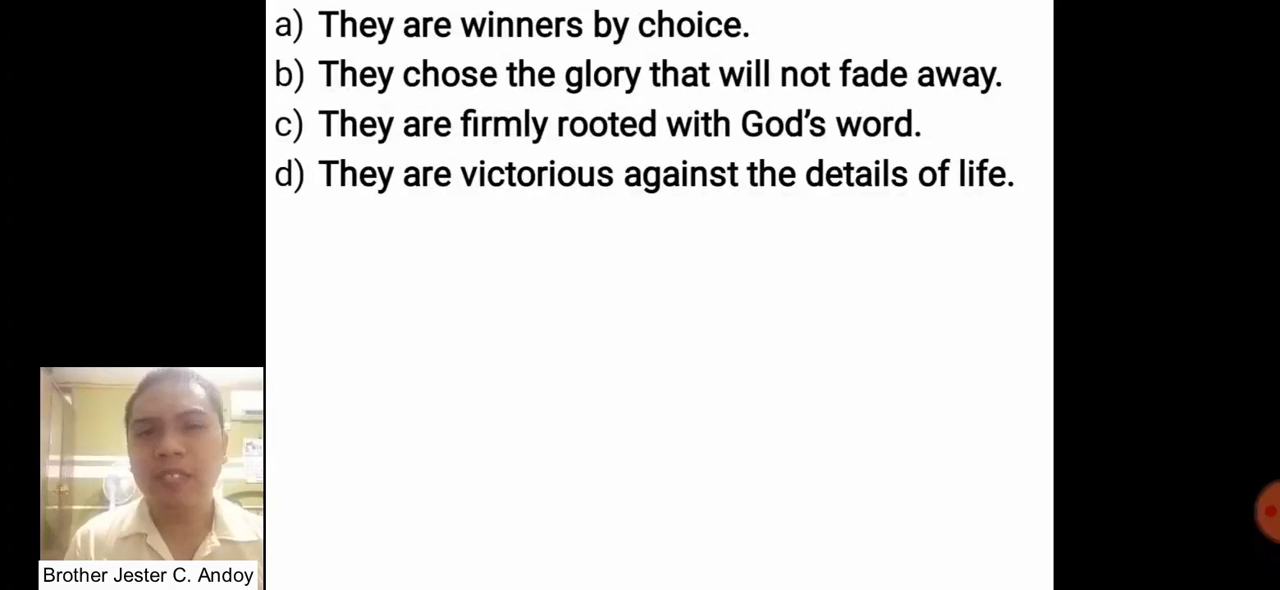 a) They are winners by choice.
b) They chose the glory that will not fade away.
c) They are firmly rooted with God's word.
d) They are victorious against the details of life.
Brother Jester C. Andoy